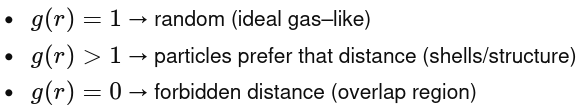 • g(r) = 1 → random (ideal gas–like)
• g(r) > 1 → particles prefer that distance (shells/structure)
• g(r) = 0 → forbidden distance (overlap region)